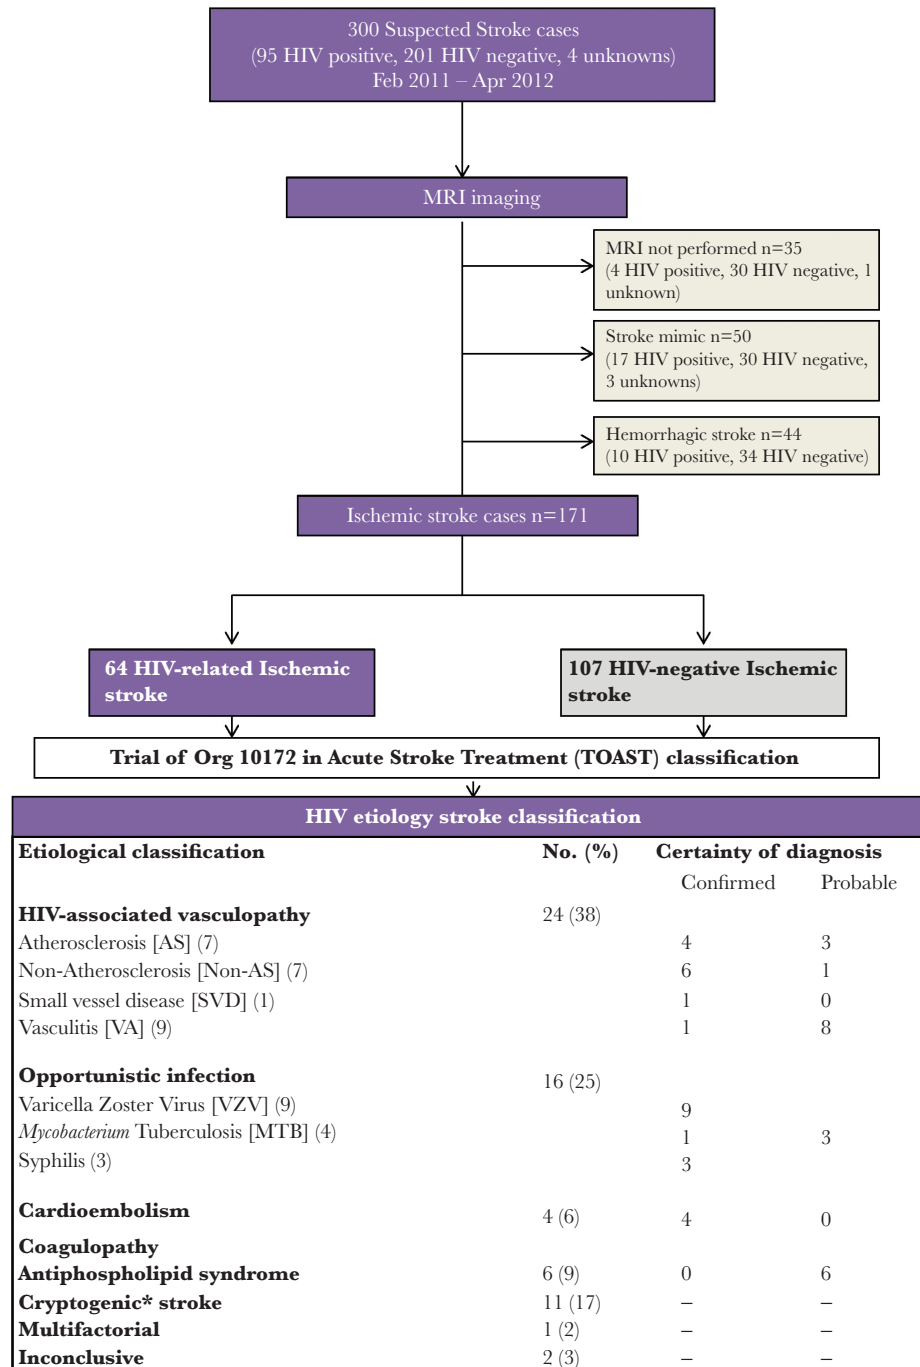 300 Suspected Stroke cases
(95 HIV positive, 201 HIV negative, 4 unknowns)
Feb 2011 – Apr 2012
MRI imaging
MRI not performed n=35
(4 HIV positive, 30 HIV negative, 1
unknown)
Stroke mimic n=50
(17 HIV positive, 30 HIV negative,
3 unknowns)
Hemorrhagic stroke n=44
(10 HIV positive, 34 HIV negative)
Ischemic stroke cases n=171
64 HIV-related Ischemic
stroke
107 HIV-negative Ischemic
stroke
Trial of Org 10172 in Acute Stroke Treatment (TOAST) classification
HIV etiology stroke classification
Etiological classification No. (%) Certainty of diagnosis
Confirmed Probable
HIV-associated vasculopathy 24 (38)
Atherosclerosis [AS] (7) 4 3
Non-Atherosclerosis [Non-AS] (7) 6 1
Small vessel disease [SVD] (1) 1 0
Vasculitis [VA] (9) 1 8
Opportunistic infection 16 (25)
Varicella Zoster Virus [VZV] (9) 9
Mycobacterium Tuberculosis [MTB] (4) 1 3
Syphilis (3) 3
Cardioembolism 4 (6) 4 0
Coagulopathy
Antiphospholipid syndrome 6 (9) 0 6
Cryptogenic* stroke 11 (17) – –
Multifactorial 1 (2) – –
Inconclusive 2 (3) – –